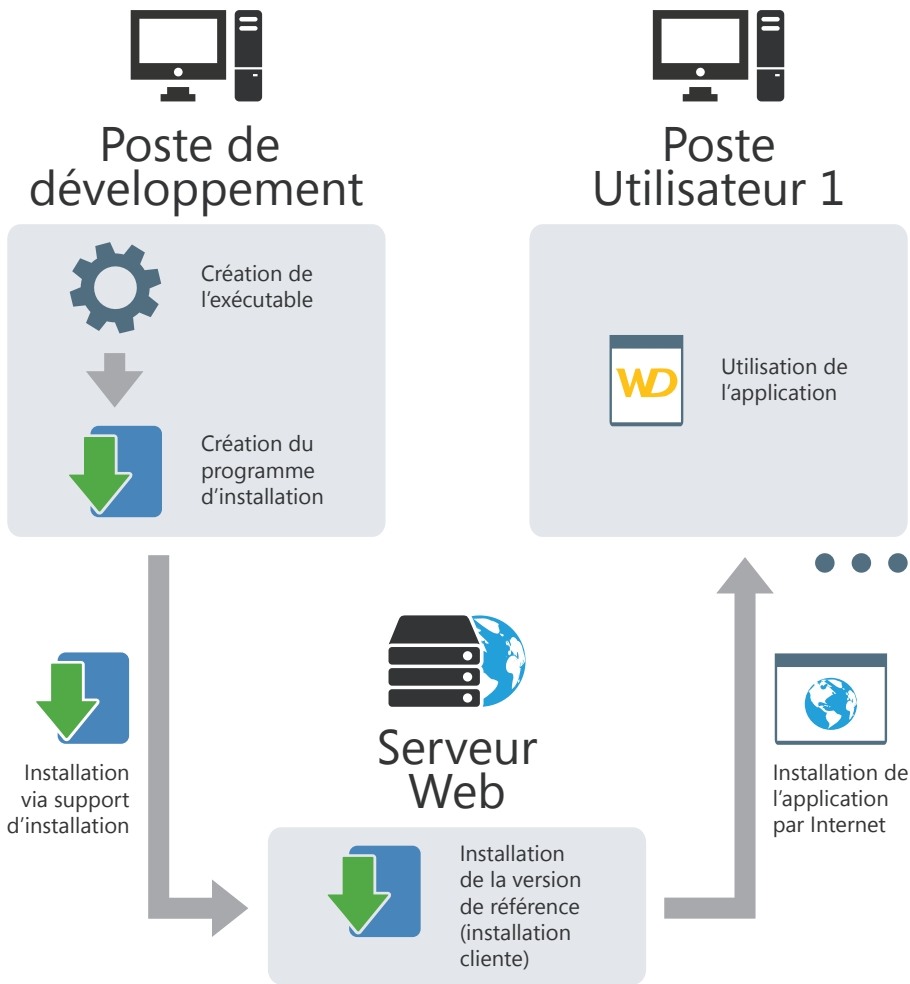 Poste de
développement
Création de
l'exécutable
Création du
programme
d'installation
Poste
Utilisateur 1
WD
Utilisation de
l'application
Installation
via support
d'installation
Serveur
Web
Installation
de la version
de référence
(installation
cliente)
Installation de
l'application
par Internet